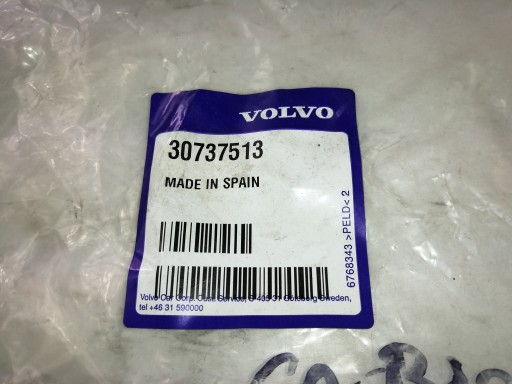 VOLVO
30737513
MADE IN SPAIN
6768343 >PELD< 2
Volvo Car Corp. Cust. Service, S-405 31 Göteborg Sweden,
tel +46 31 590000